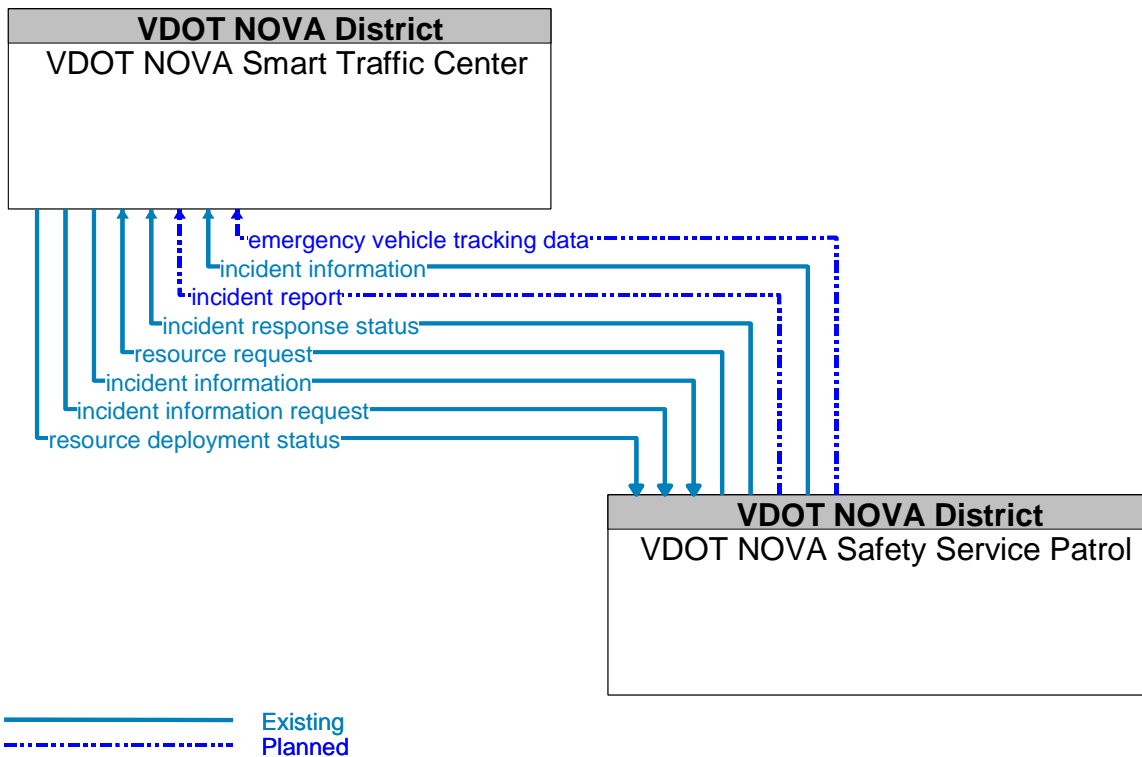 VDOT NOVA District
VDOT NOVA Smart Traffic Center
emergency vehicle tracking data
incident information
incident report
incident response status
resource request
incident information
incident information request
resource deployment status
VDOT NOVA District
VDOT NOVA Safety Service Patrol
Existing
Planned